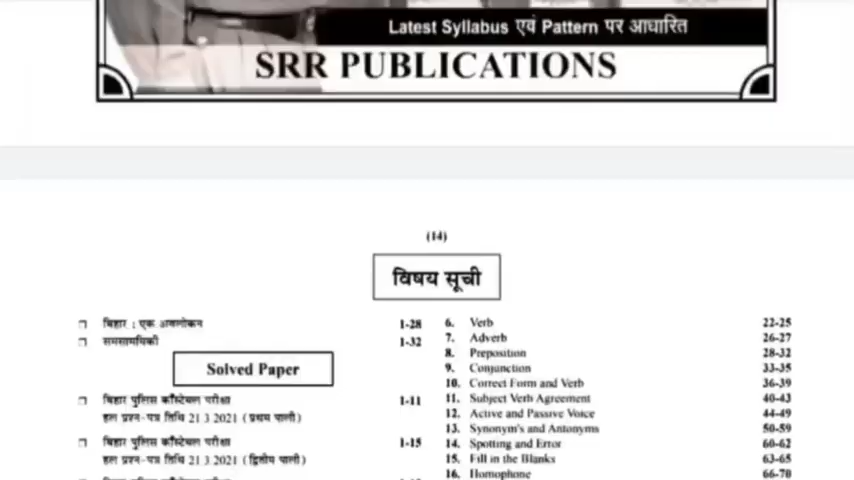 Latest Syllabus एवं Pattern पर आधारित
SRR PUBLICATIONS
(14)
विषय सूची
❐ बिहार : एक अवलोकन 1-28
❐ समसामयिकी 1-32
Solved Paper
❐ बिहार पुलिस कॉंस्टेबल परीक्षा 1-11
हल प्रश्न-पत्र तिथि 21.3.2021 (प्रथम पाली)
❐ बिहार पुलिस कॉंस्टेबल परीक्षा 1-15
हल प्रश्न-पत्र तिथि 21.3.2021 (द्वितीय पाली)
6. Verb 22-25
7. Adverb 26-27
8. Preposition 28-32
9. Conjunction 33-35
10. Correct Form and Verb 36-39
11. Subject Verb Agreement 40-43
12. Active and Passive Voice 44-49
13. Synonym's and Antonyms 50-59
14. Spotting and Error 60-62
15. Fill in the Blanks 63-65
16. Homophone 66-70